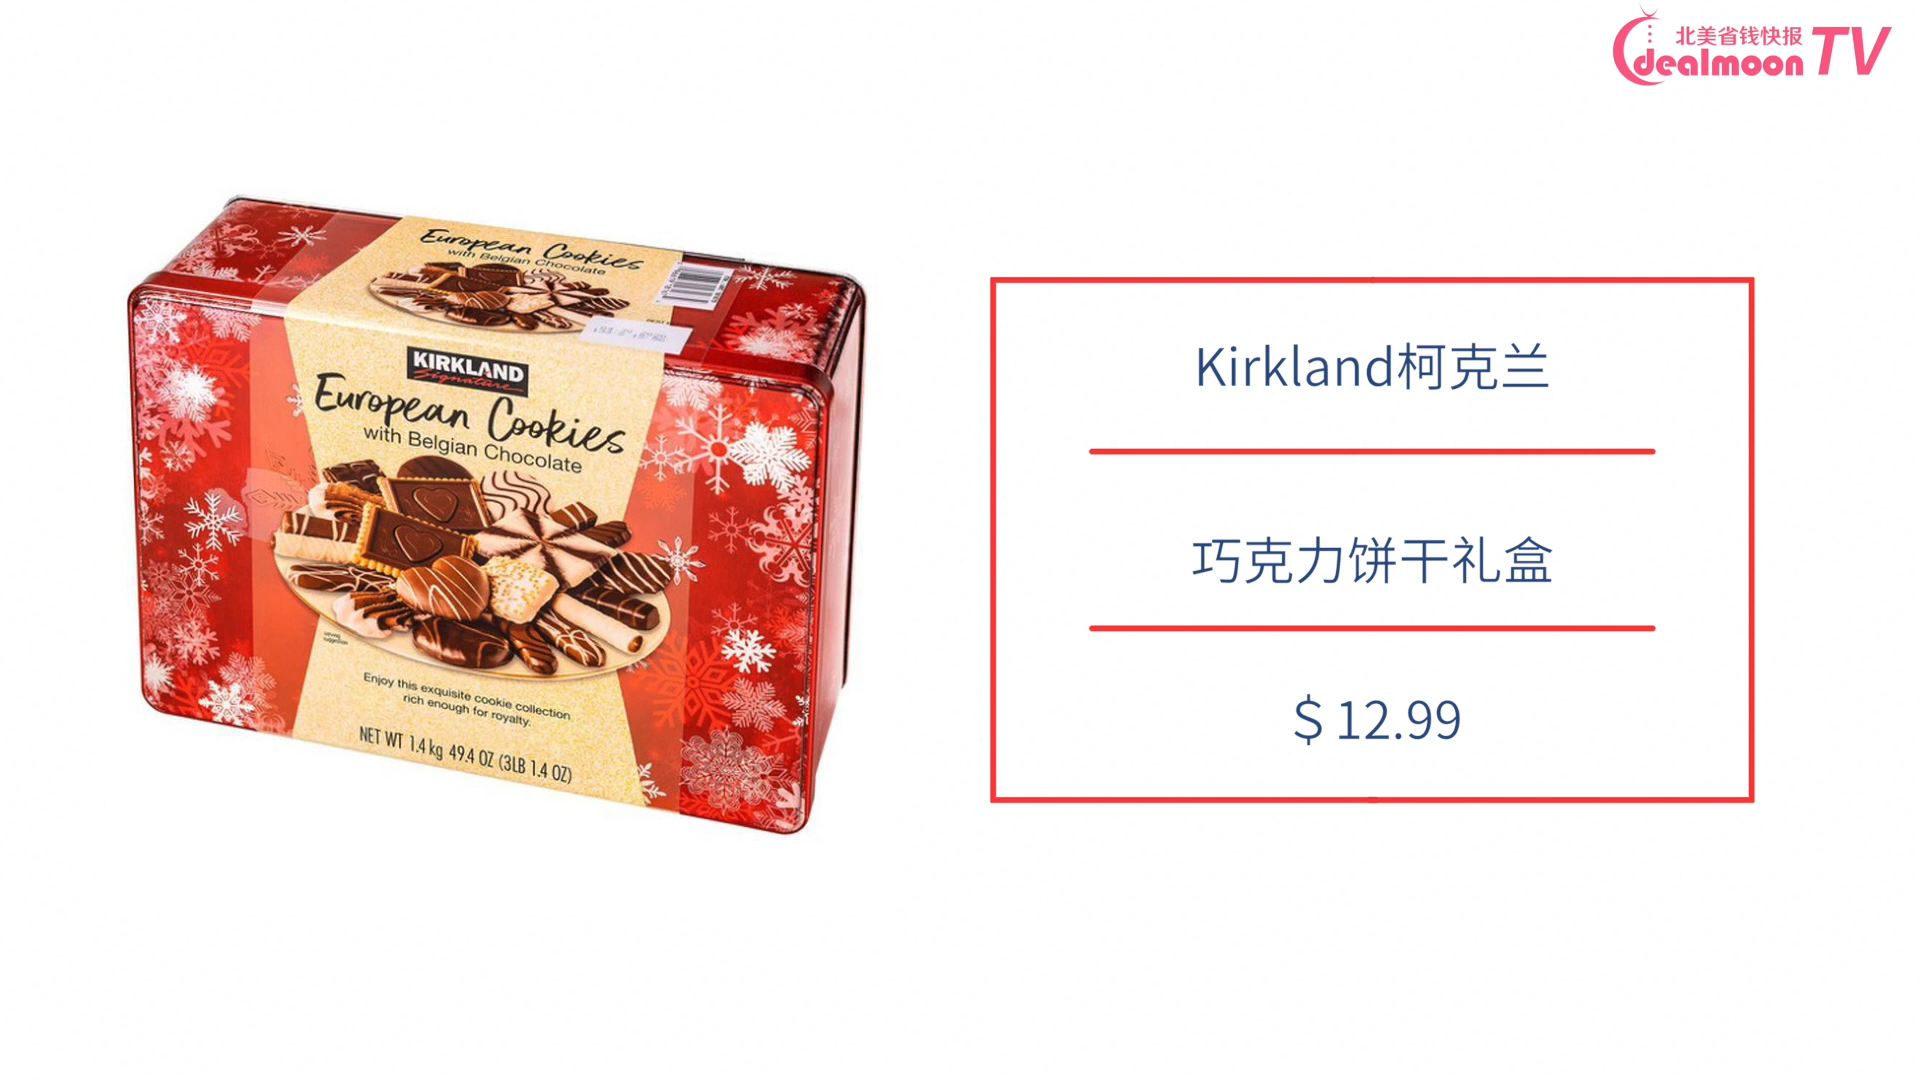 北美省钱快报
dealmoon TV
European Cookies
with Belgian Chocolate
KIRKLAND
Signature
European Cookies
with Belgian Chocolate
Enjoy this exquisite cookie collection
rich enough for royalty.
NET WT 1.4 kg 49.4 OZ (3LB 1.4 OZ)
Kirkland柯克兰
巧克力饼干礼盒
$ 12.99